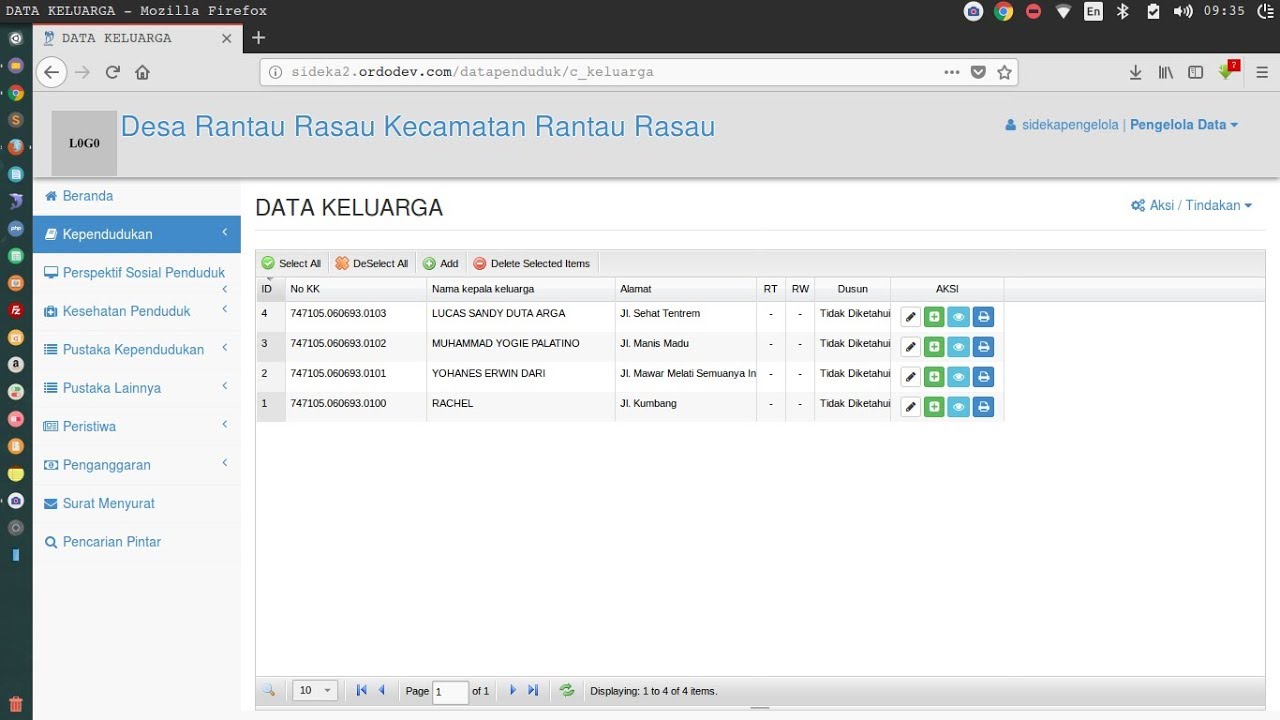 DATA KELUARGA - Mozilla Firefox
En
09:35
DATA KELUARGA
sideka2.ordodev.com/datapenduduk/c_keluarga
?
L0G0
Desa Rantau Rasau Kecamatan Rantau Rasau
sidekapengelola | Pengelola Data
Beranda
Kependudukan
Perspektif Sosial Penduduk
Kesehatan Penduduk
Pustaka Kependudukan
Pustaka Lainnya
Peristiwa
Penganggaran
Surat Menyurat
Pencarian Pintar
DATA KELUARGA
Aksi / Tindakan
Select All DeSelect All Add Delete Selected Items
ID No KK Nama kepala keluarga Alamat RT RW Dusun AKSI
4 747105.060693.0103 LUCAS SANDY DUTA ARGA Jl. Sehat Tentrem - - Tidak Diketahui
3 747105.060693.0102 MUHAMMAD YOGIE PALATINO Jl. Manis Madu - - Tidak Diketahui
2 747105.060693.0101 YOHANES ERWIN DARI Jl. Mawar Melati Semuanya In - - Tidak Diketahui
1 747105.060693.0100 RACHEL Jl. Kumbang - - Tidak Diketahui
10 Page 1 of 1 Displaying: 1 to 4 of 4 items.